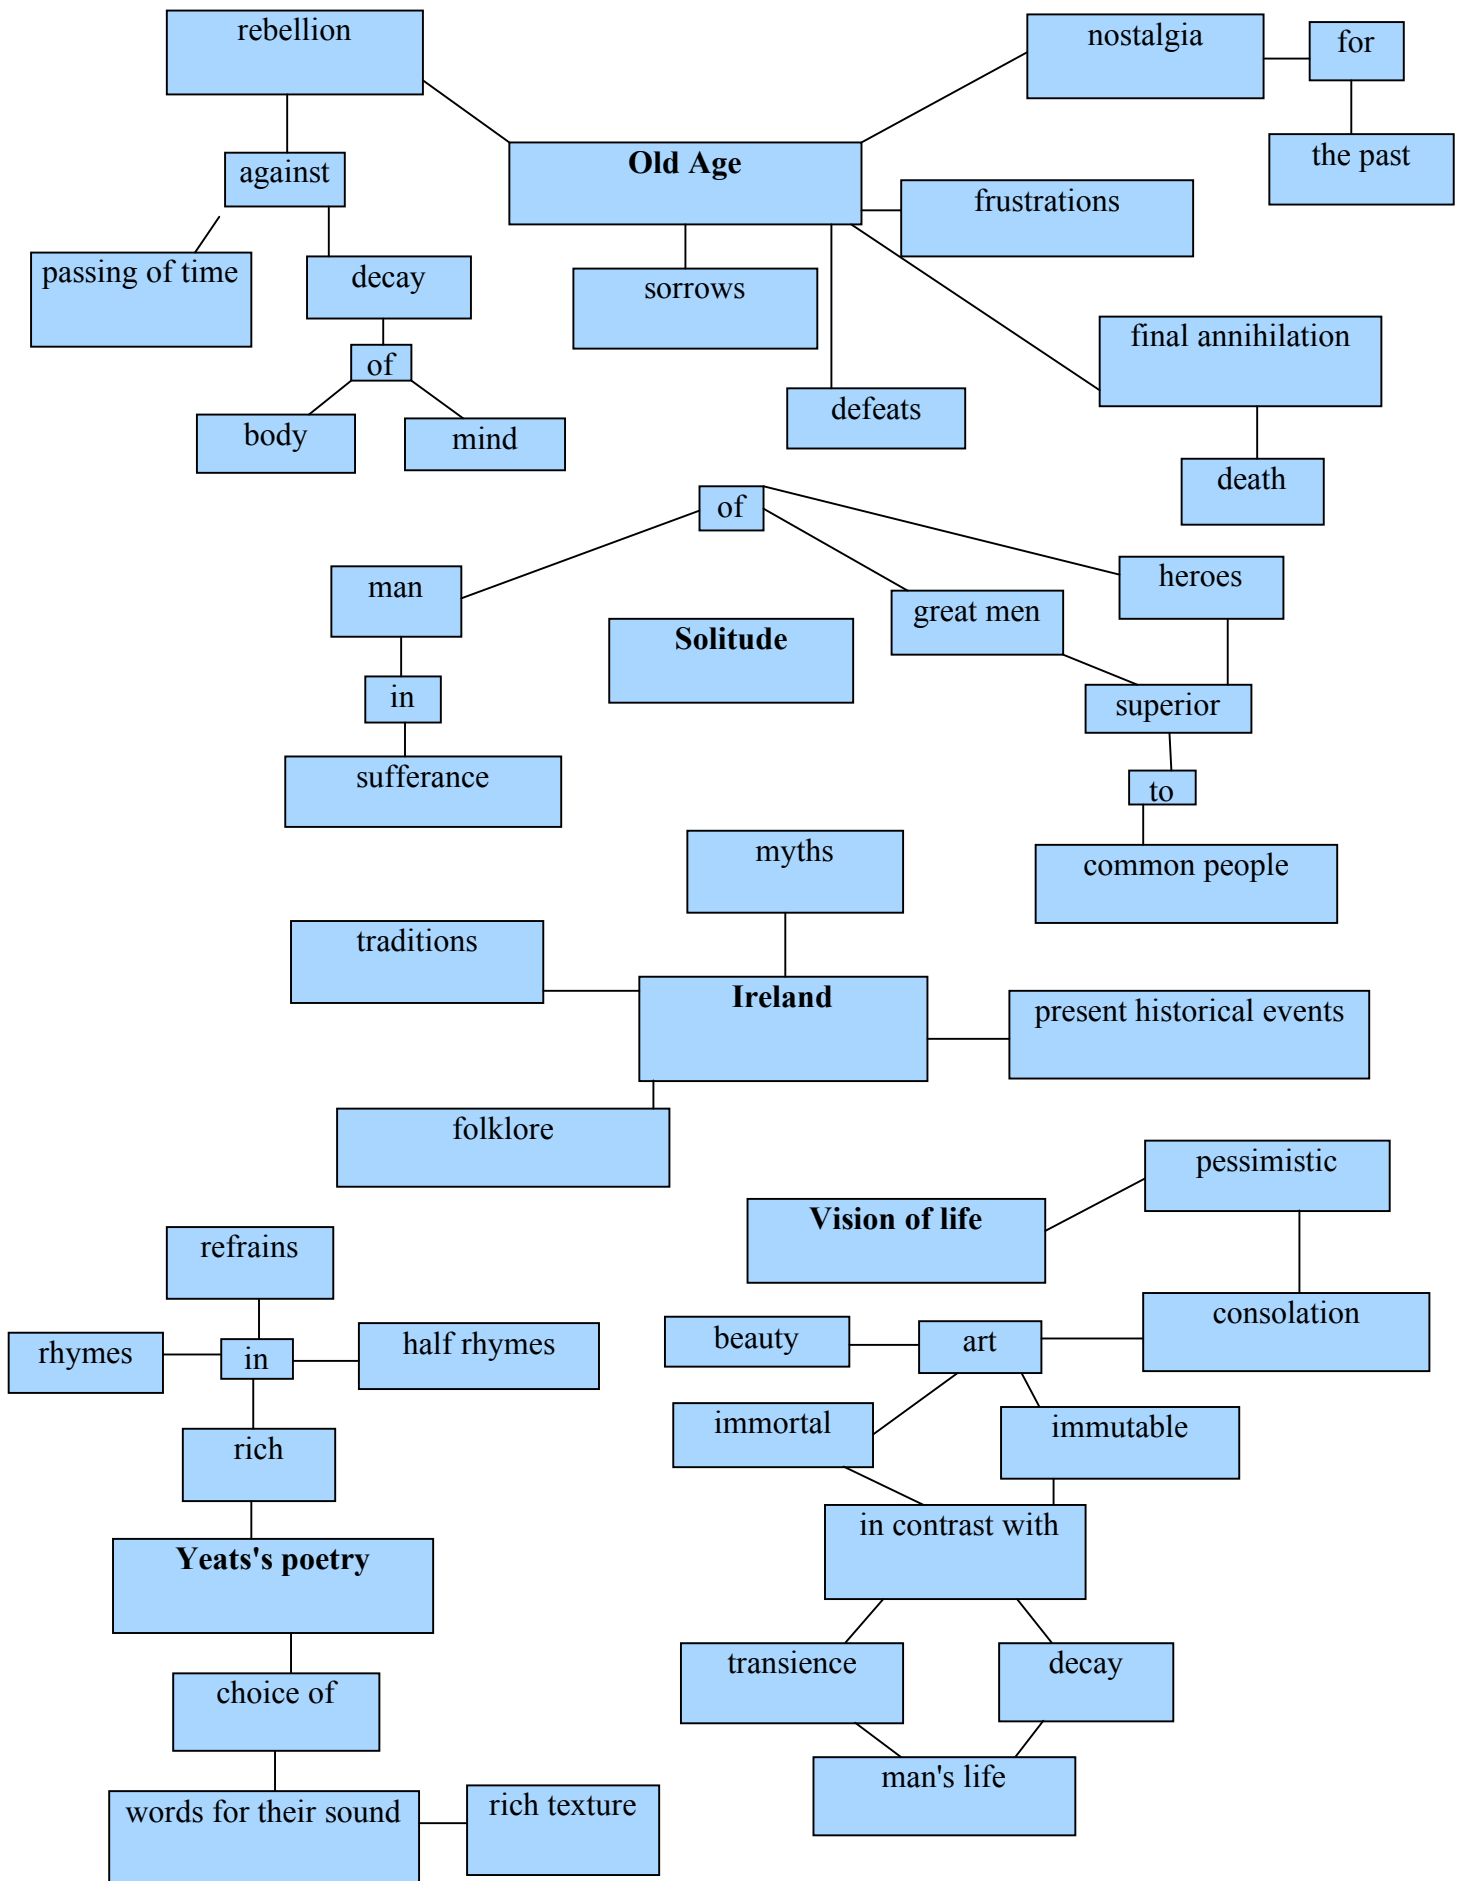 rebellion
nostalgia
for
against
Old Age
the past
passing of time
decay
frustrations
sorrows
of
final annihilation
body
mind
defeats
death
of
man
great men
heroes
Solitude
in
superior
sufferance
to
myths
common people
traditions
Ireland
present historical events
folklore
pessimistic
Vision of life
refrains
consolation
rhymes
in
half rhymes
beauty
art
rich
immortal
immutable
in contrast with
Yeats's poetry
transience
decay
choice of
man's life
words for their sound
rich texture